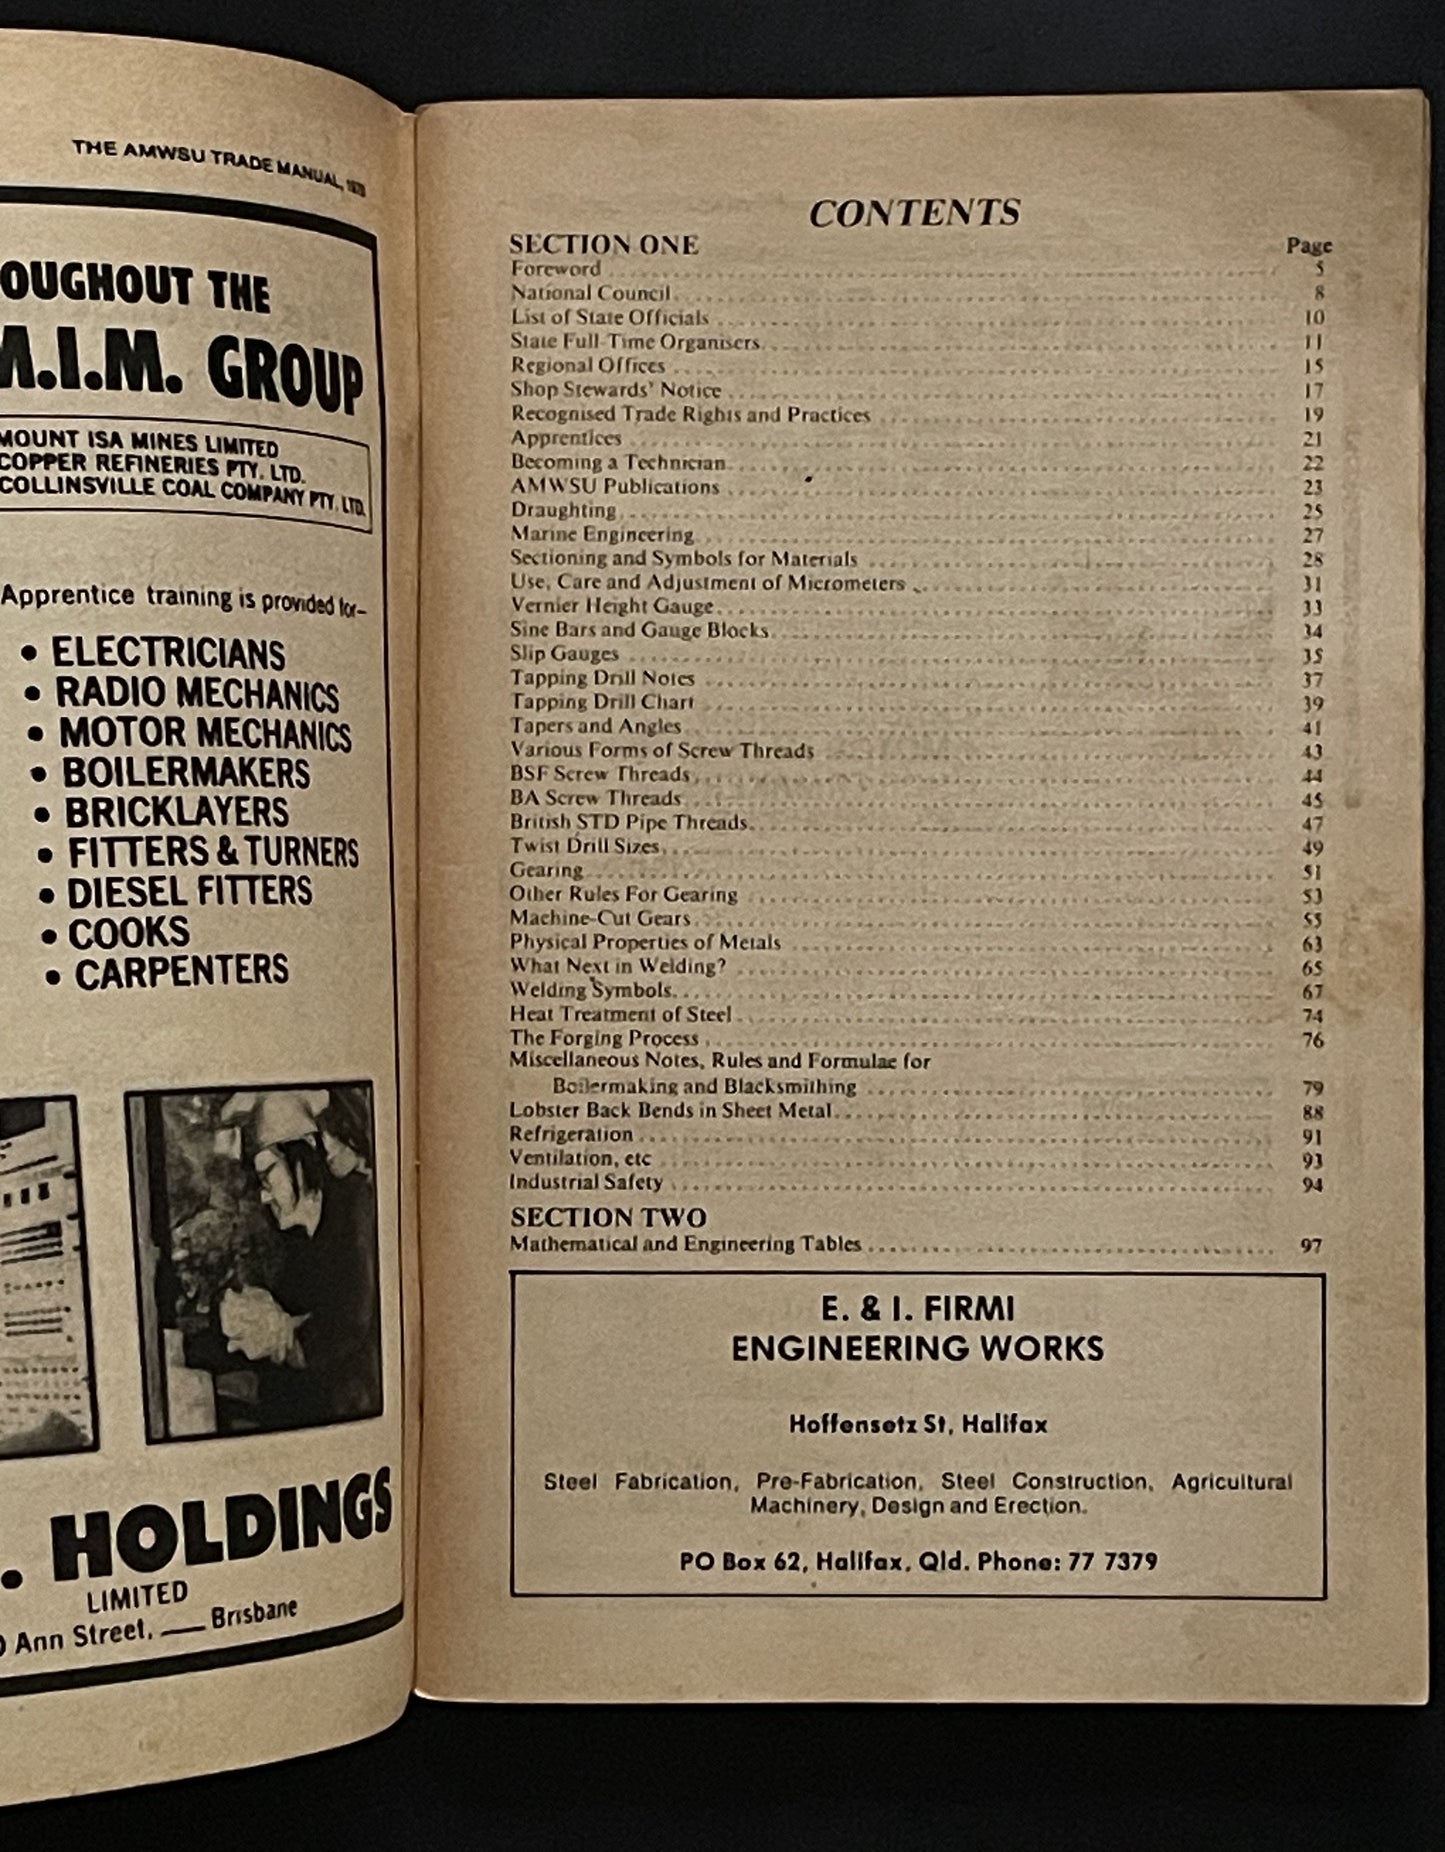 THE AMWSU TRADE MANUAL,
OUGHOUT THE
M.I.M. GROUP
MOUNT ISA MINES LIMITED
COPPER REFINERIES PTY. LTD.
COLLINSVILLE COAL COMPANY PTY. LTD.
Apprentice training is provided for–
• ELECTRICIANS
• RADIO MECHANICS
• MOTOR MECHANICS
• BOILERMAKERS
• BRICKLAYERS
• FITTERS & TURNERS
• DIESEL FITTERS
• COOKS
• CARPENTERS
. HOLDINGS
LIMITED
Ann Street, — Brisbane
CONTENTS
SECTION ONE Page
Foreword 5
National Council 8
List of State Officials 10
State Full-Time Organisers 11
Regional Offices 15
Shop Stewards' Notice 17
Recognised Trade Rights and Practices 19
Apprentices 21
Becoming a Technician 22
AMWSU Publications 23
Draughting 25
Marine Engineering 27
Sectioning and Symbols for Materials 28
Use, Care and Adjustment of Micrometers 31
Vernier Height Gauge 33
Sine Bars and Gauge Blocks 34
Slip Gauges 35
Tapping Drill Notes 37
Tapping Drill Chart 39
Tapers and Angles 41
Various Forms of Screw Threads 43
BSF Screw Threads 44
BA Screw Threads 45
British STD Pipe Threads 47
Twist Drill Sizes 49
Gearing 51
Other Rules For Gearing 53
Machine-Cut Gears 55
Physical Properties of Metals 63
What Next in Welding? 65
Welding Symbols 67
Heat Treatment of Steel 74
The Forging Process 76
Miscellaneous Notes, Rules and Formulae for
Boilermaking and Blacksmithing 79
Lobster Back Bends in Sheet Metal 88
Refrigeration 91
Ventilation, etc 93
Industrial Safety 94
SECTION TWO
Mathematical and Engineering Tables 97
E. & I. FIRMI
ENGINEERING WORKS
Hoffensetz St, Halifax
Steel Fabrication, Pre-Fabrication, Steel Construction, Agricultural
Machinery, Design and Erection.
PO Box 62, Halifax, Qld. Phone: 77 7379